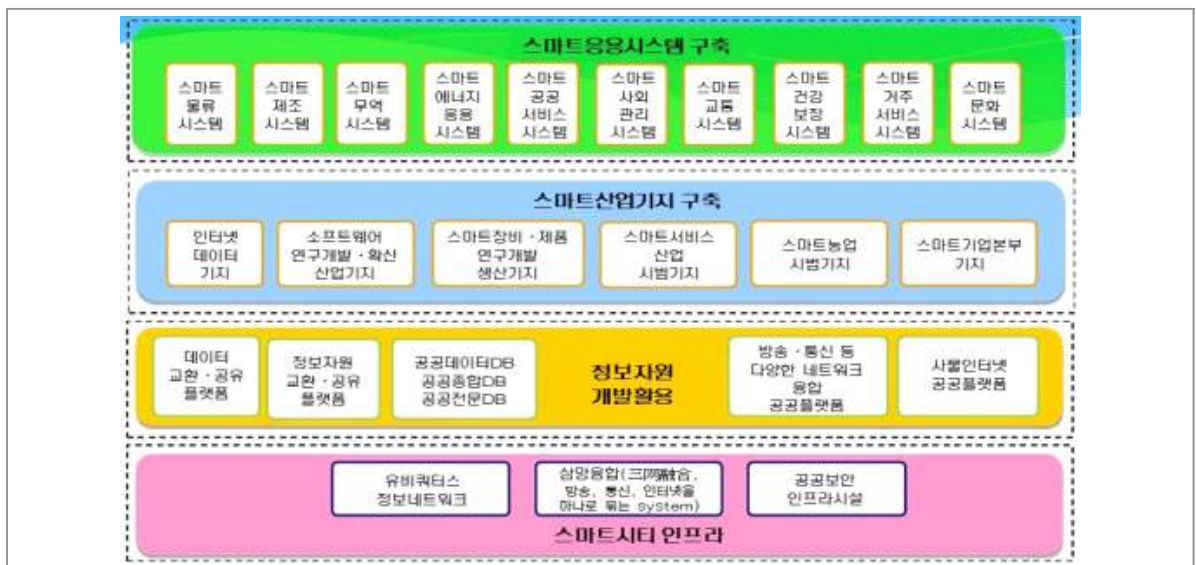 스마트응용시스템 구축
스마트
물류
시스템
스마트
제조
시스템
스마트
무역
시스템
스마트
에너지
응용
시스템
스마트
공공
서비스
시스템
스마트
사회
관리
시스템
스마트
교통
시스템
스마트
건강
보장
시스템
스마트
거주
서비스
시스템
스마트
문화
시스템
스마트산업기지 구축
인터넷
데이터
기지
소프트웨어
연구개발·확산
산업기지
스마트장비·제품
연구개발
생산기지
스마트서비스
산업
시범기지
스마트농업
시범기지
스마트기업본부
기지
데이터
교환·공유
플랫폼
정보자원
교환·공유
플랫폼
공공데이터DB
공공종합DB
공공전문DB
정보자원
개발활용
방송·통신 등
다양한 네트워크
융합
공공플랫폼
사물인터넷
공공플랫폼
유비쿼터스
정보네트워크
삼망융합(三网融合,
방송, 통신, 인터넷을
하나로 묶는 system)
공공보안
인프라시설
스마트시티 인프라